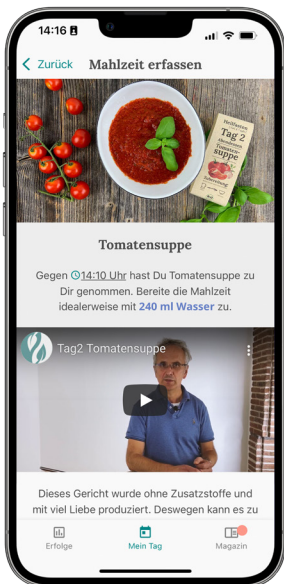 14:16
Zurück
Mahlzeit erfassen
Tag 2
Tomaten-
suppe
Tomatensuppe
Gegen 14:10 Uhr hast Du Tomatensuppe zu
Dir genommen. Bereite die Mahlzeit
idealerweise mit 240 ml Wasser zu.
Tag2 Tomatensuppe
Dieses Gericht wurde ohne Zusatzstoffe und
mit viel Liebe produziert. Deswegen kann es zu
Erfolge
Mein Tag
Magazin